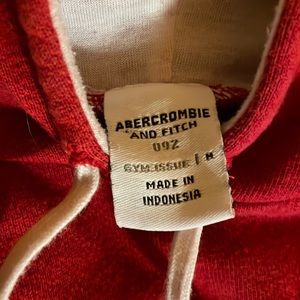 ABERCROMBIE
AND FITCH
092
GYM ISSUE | M
MADE IN
INDONESIA